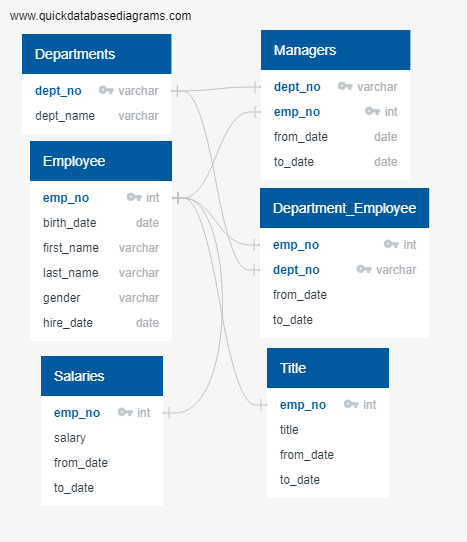 www.quickdatabasediagrams.com
Departments
dept_no varchar
dept_name varchar
Managers
dept_no varchar
emp_no int
from_date date
to_date date
Employee
emp_no int
birth_date date
first_name varchar
last_name varchar
gender varchar
hire_date date
Department_Employee
emp_no int
dept_no varchar
from_date
to_date
Salaries
emp_no int
salary
from_date
to_date
Title
emp_no int
title
from_date
to_date